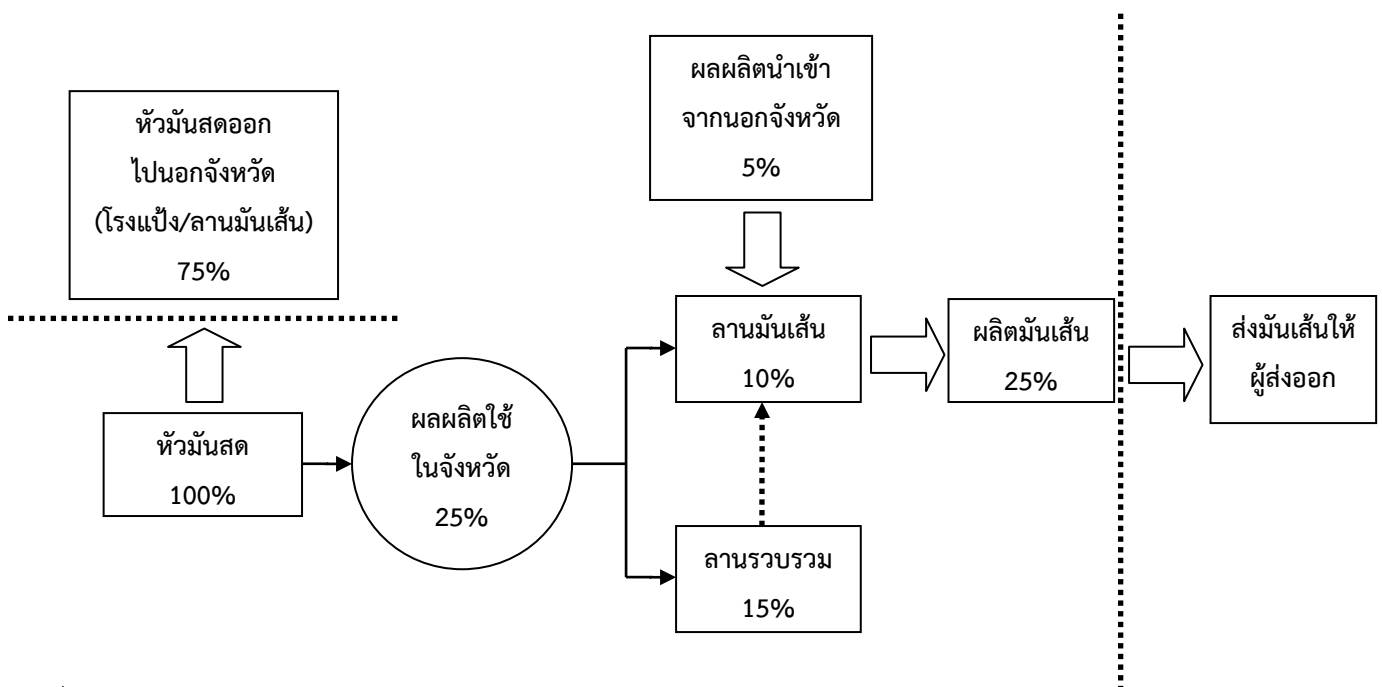 ผลผลิตนำเข้า
จากนอกจังหวัด
5%
หัวมันสดออก
ไปนอกจังหวัด
(โรงแป้ง/ลานมันเส้น)
75%
ลานมันเส้น
10%
ผลิตมันเส้น
25%
ส่งมันเส้นให้
ผู้ส่งออก
หัวมันสด
100%
ผลผลิตใช้
ในจังหวัด
25%
ลานรวบรวม
15%